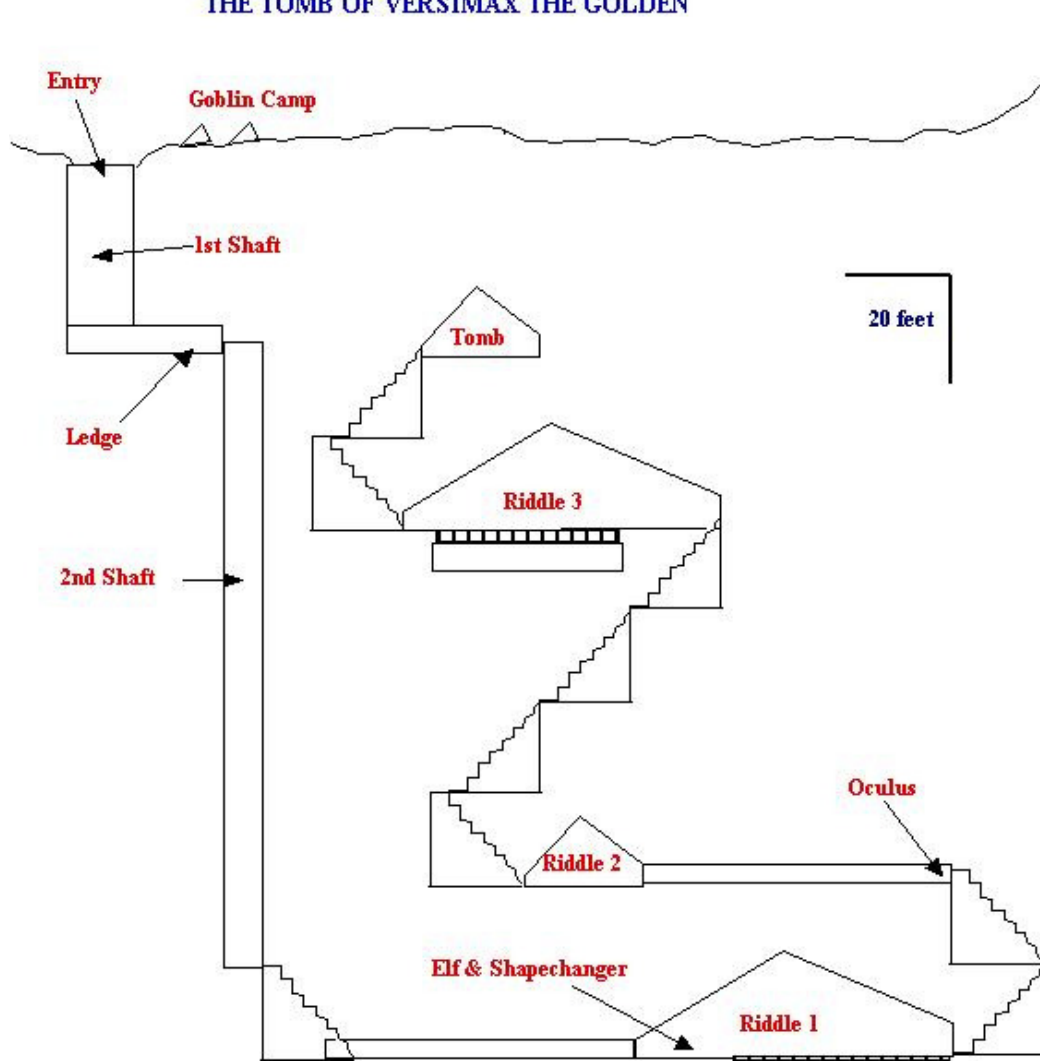 THE TOMB OF VERSIMAX THE GOLDEN
Entry
Goblin Camp
1st Shaft
20 feet
Tomb
Ledge
Riddle 3
2nd Shaft
Oculus
Riddle 2
Elf & Shapechanger
Riddle 1